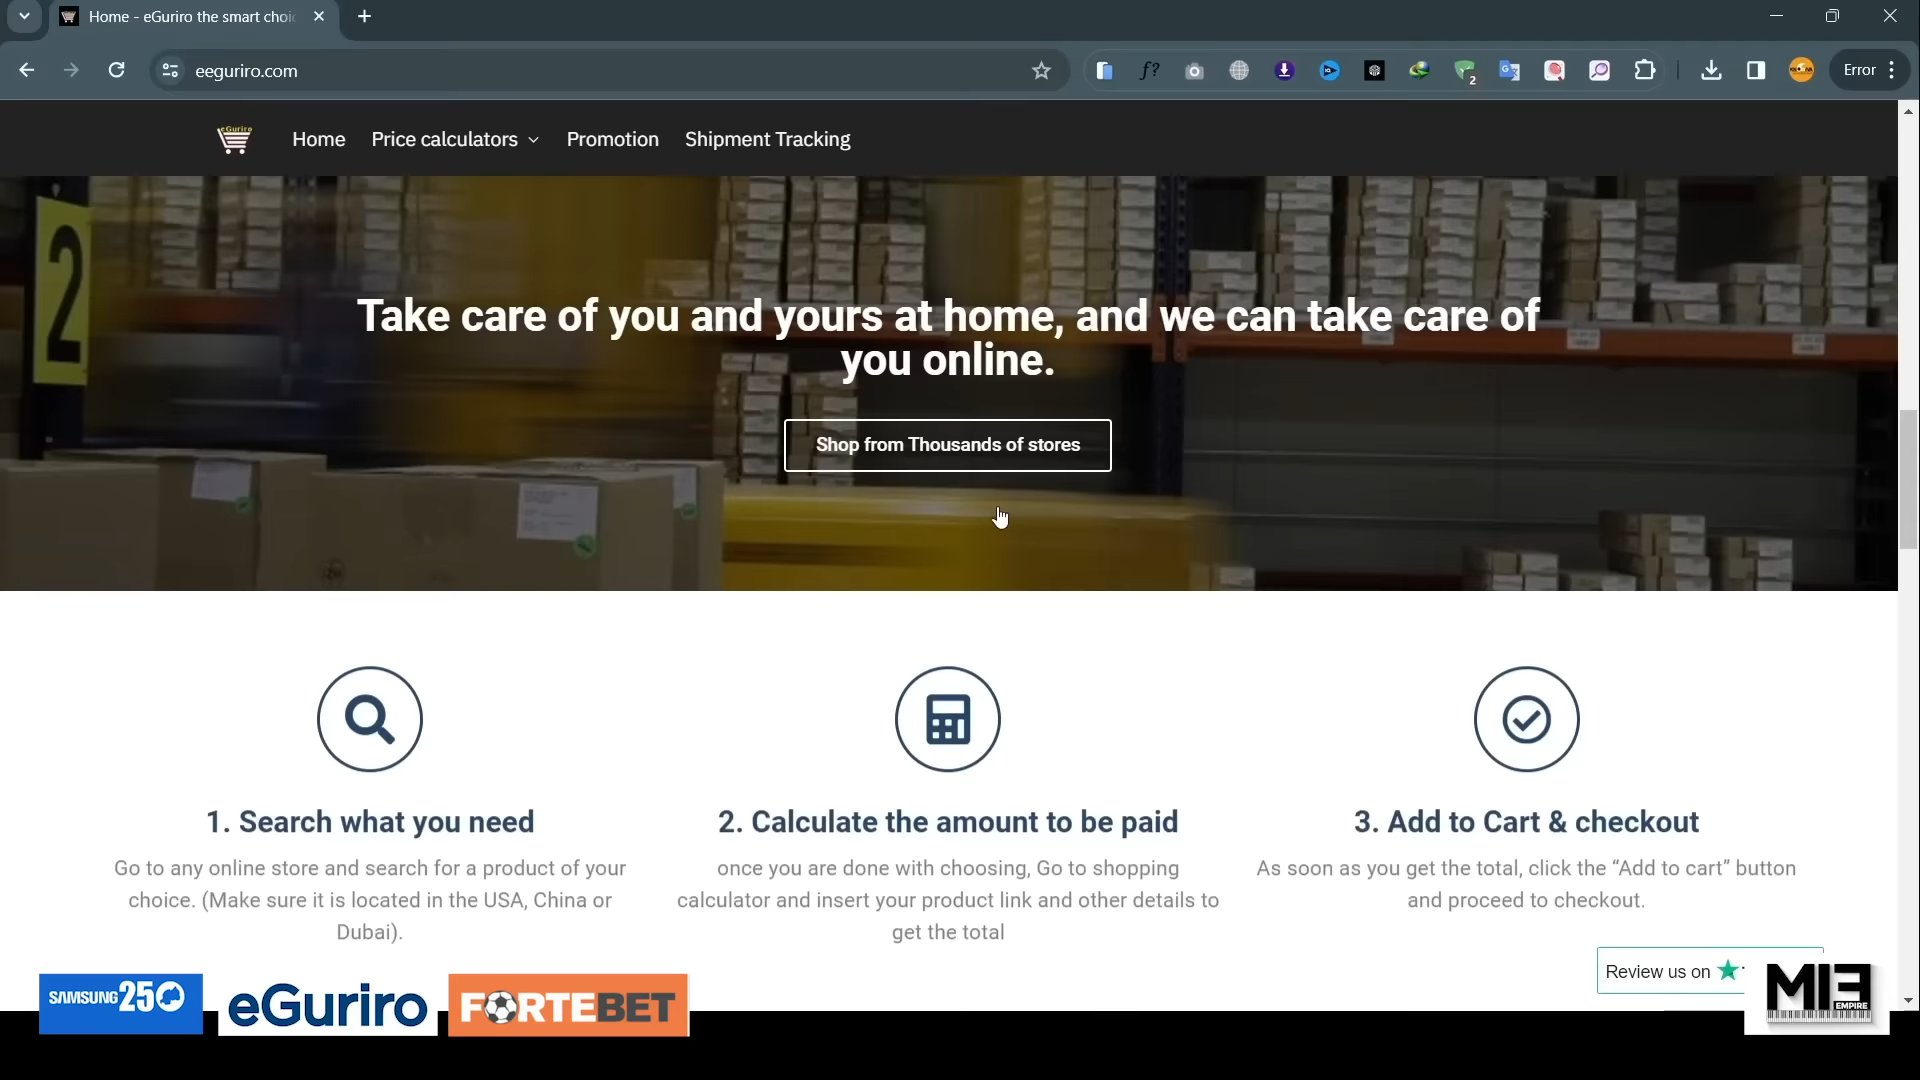 Home - eGuriro the smart choi
eeguriro.com
f?
2
Error
eGuriro
Home
Price calculators
Promotion
Shipment Tracking
2
Take care of you and yours at home, and we can take care of
you online.
Shop from Thousands of stores
1. Search what you need
Go to any online store and search for a product of your
choice. (Make sure it is located in the USA, China or
Dubai).
2. Calculate the amount to be paid
once you are done with choosing, Go to shopping
calculator and insert your product link and other details to
get the total
3. Add to Cart & checkout
As soon as you get the total, click the “Add to cart” button
and proceed to checkout.
Review us on
SAMSUNG 250
eGuriro
FORTEBET
MIE
EMPIRE